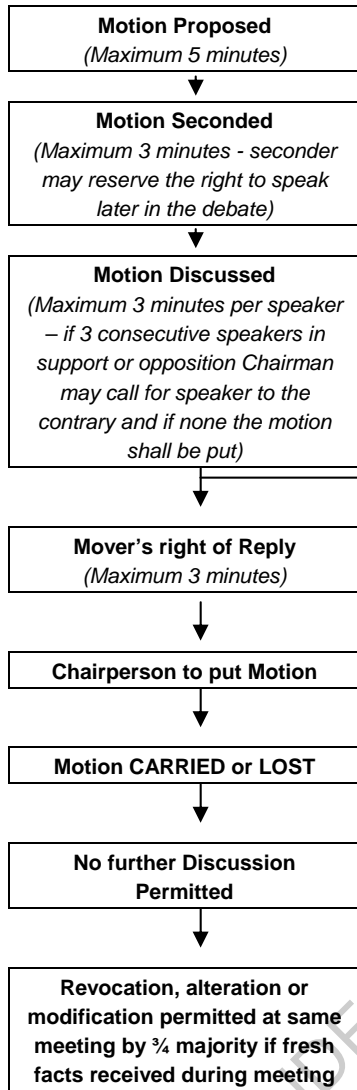 Motion Proposed
(Maximum 5 minutes)
Motion Seconded
(Maximum 3 minutes - seconder
may reserve the right to speak
later in the debate)
Motion Discussed
(Maximum 3 minutes per speaker
– if 3 consecutive speakers in
support or opposition Chairman
may call for speaker to the
contrary and if none the motion
shall be put)
Mover's right of Reply
(Maximum 3 minutes)
Chairperson to put Motion
Motion CARRIED or LOST
No further Discussion
Permitted
Revocation, alteration or
modification permitted at same
meeting by ¾ majority if fresh
facts received during meeting